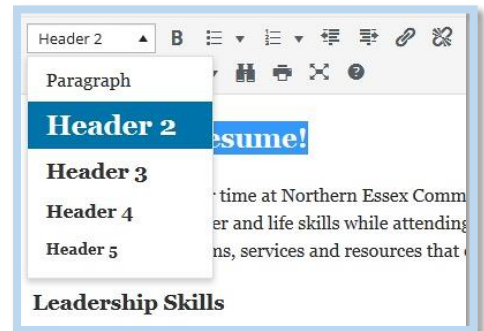 Header 2 B
Paragraph
Header 2
esume!
Header 3
time at Northern Essex Comm
Header 4
er and life skills while attending
Header 5
ns, services and resources that
Leadership Skills